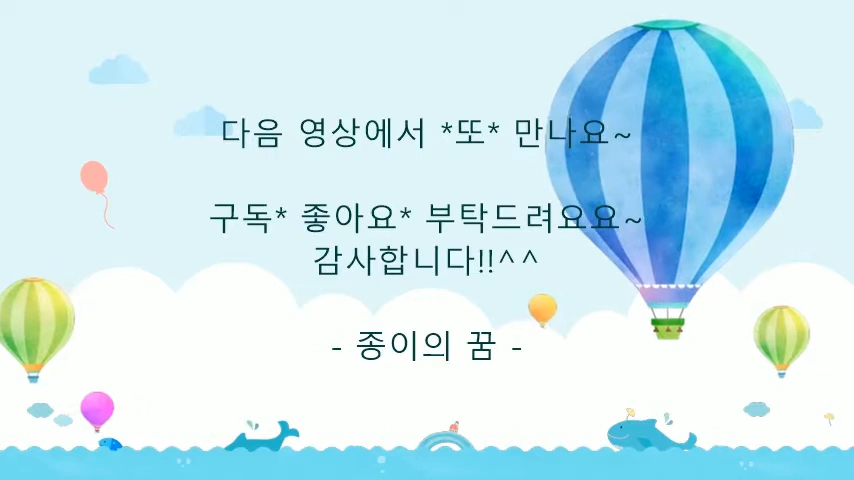 다음 영상에서 *또* 만나요~
구독* 좋아요* 부탁드려요요~
감사합니다!!^^
- 종이의 꿈 -